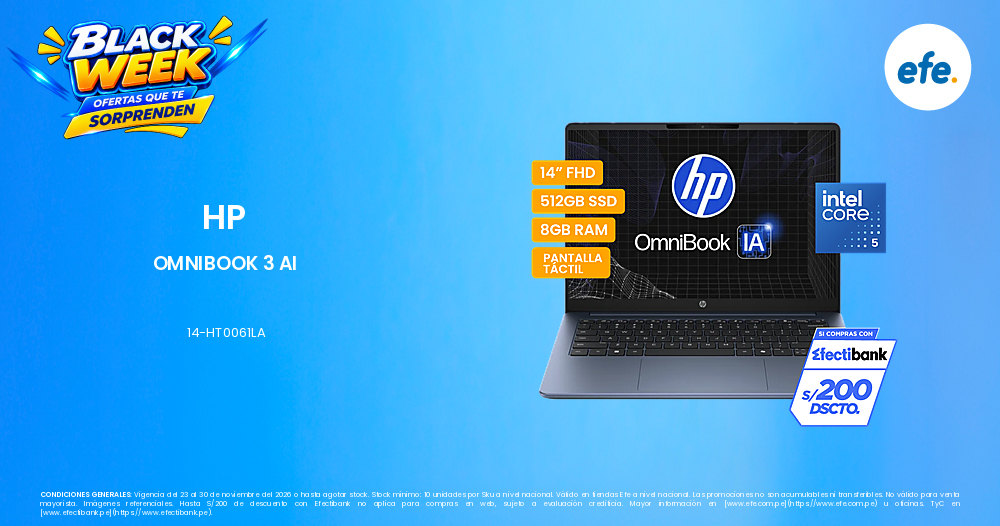 BLACK
WEEK
OFERTAS QUE TE
SORPRENDEN
efe.
HP
OMNIBOOK 3 AI
14-HT0061LA
14" FHD
512GB SSD
8GB RAM
PANTALLA
TÁCTIL
hp
OmniBook IA
hp
intel
CORE
5
SI COMPRAS CON
Efectibank
S/200
DSCTO.
CONDICIONES GENERALES: Vigencia del 23 al 30 de noviembre del 2026 o hasta agotar stock. Stock mínimo: 10 unidades por Sku a nivel nacional. Válido en tiendas Efe a nivel nacional. Las promociones no son acumulables ni transferibles. No válido para venta
mayorista. Imágenes referenciales. Hasta S/200 de descuento con Efectibank no aplica para compras en web, sujeto a evaluación crediticia. Mayor información en [www.efe.com.pe](https://www.efe.com.pe) u oficinas. TyC en
[www.efectibank.pe](https://www.efectibank.pe).